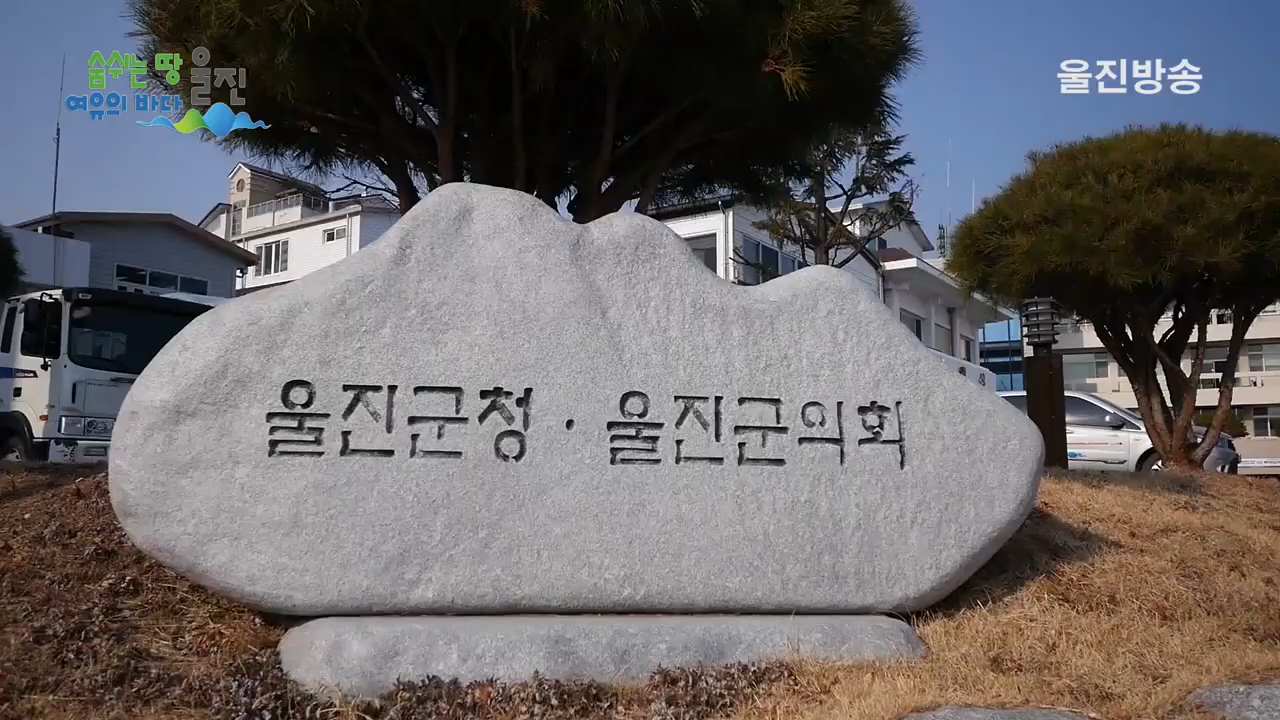 숨쉬는 땅 울진
여유의 바다
울진방송
울진군청 · 울진군의회